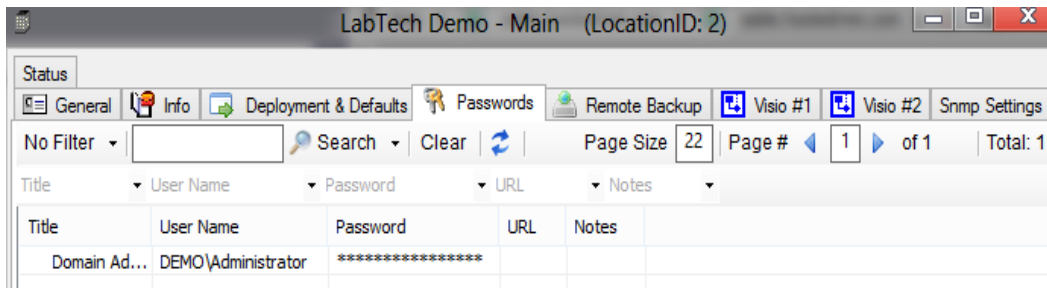 LabTech Demo - Main (LocationID: 2)
Status
General Info Deployment & Defaults Passwords Remote Backup Visio #1 Visio #2 Snmp Settings
No Filter Search Clear Page Size 22 Page # 1 of 1 Total: 1
Title User Name Password URL Notes
Title User Name Password URL Notes
Domain Ad... DEMO\Administrator ****************